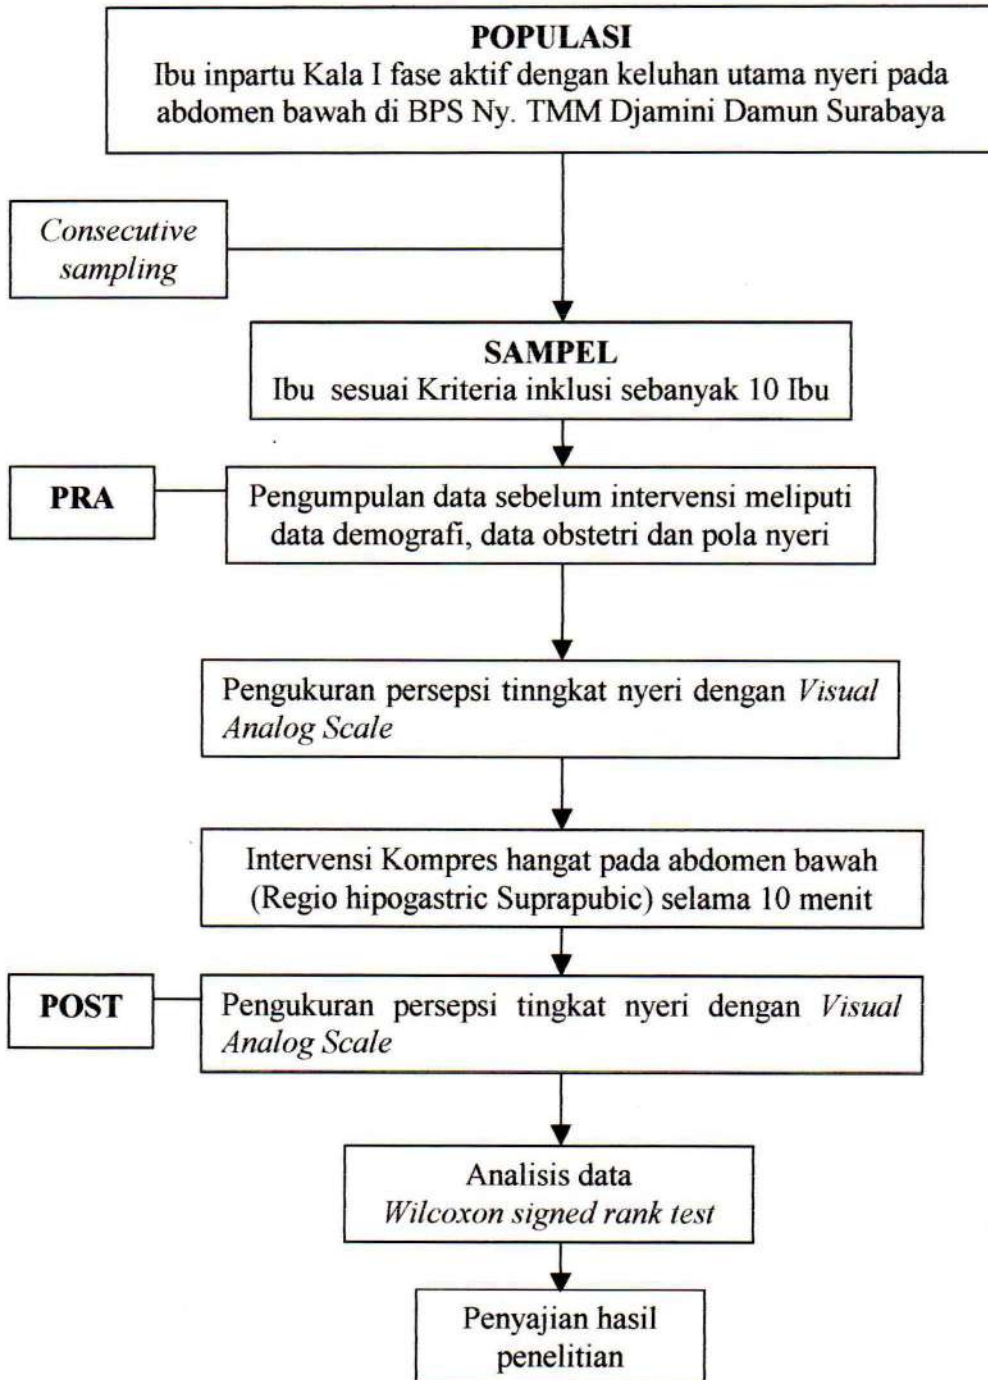 POPULASI
Ibu inpartu Kala I fase aktif dengan keluhan utama nyeri pada
abdomen bawah di BPS Ny. TMM Djamini Damun Surabaya
Consecutive
sampling
SAMPEL
Ibu sesuai Kriteria inklusi sebanyak 10 Ibu
PRA
Pengumpulan data sebelum intervensi meliputi
data demografi, data obstetri dan pola nyeri
Pengukuran persepsi tinngkat nyeri dengan Visual
Analog Scale
Intervensi Kompres hangat pada abdomen bawah
(Regio hipogastric Suprapubic) selama 10 menit
POST
Pengukuran persepsi tingkat nyeri dengan Visual
Analog Scale
Analisis data
Wilcoxon signed rank test
Penyajian hasil
penelitian